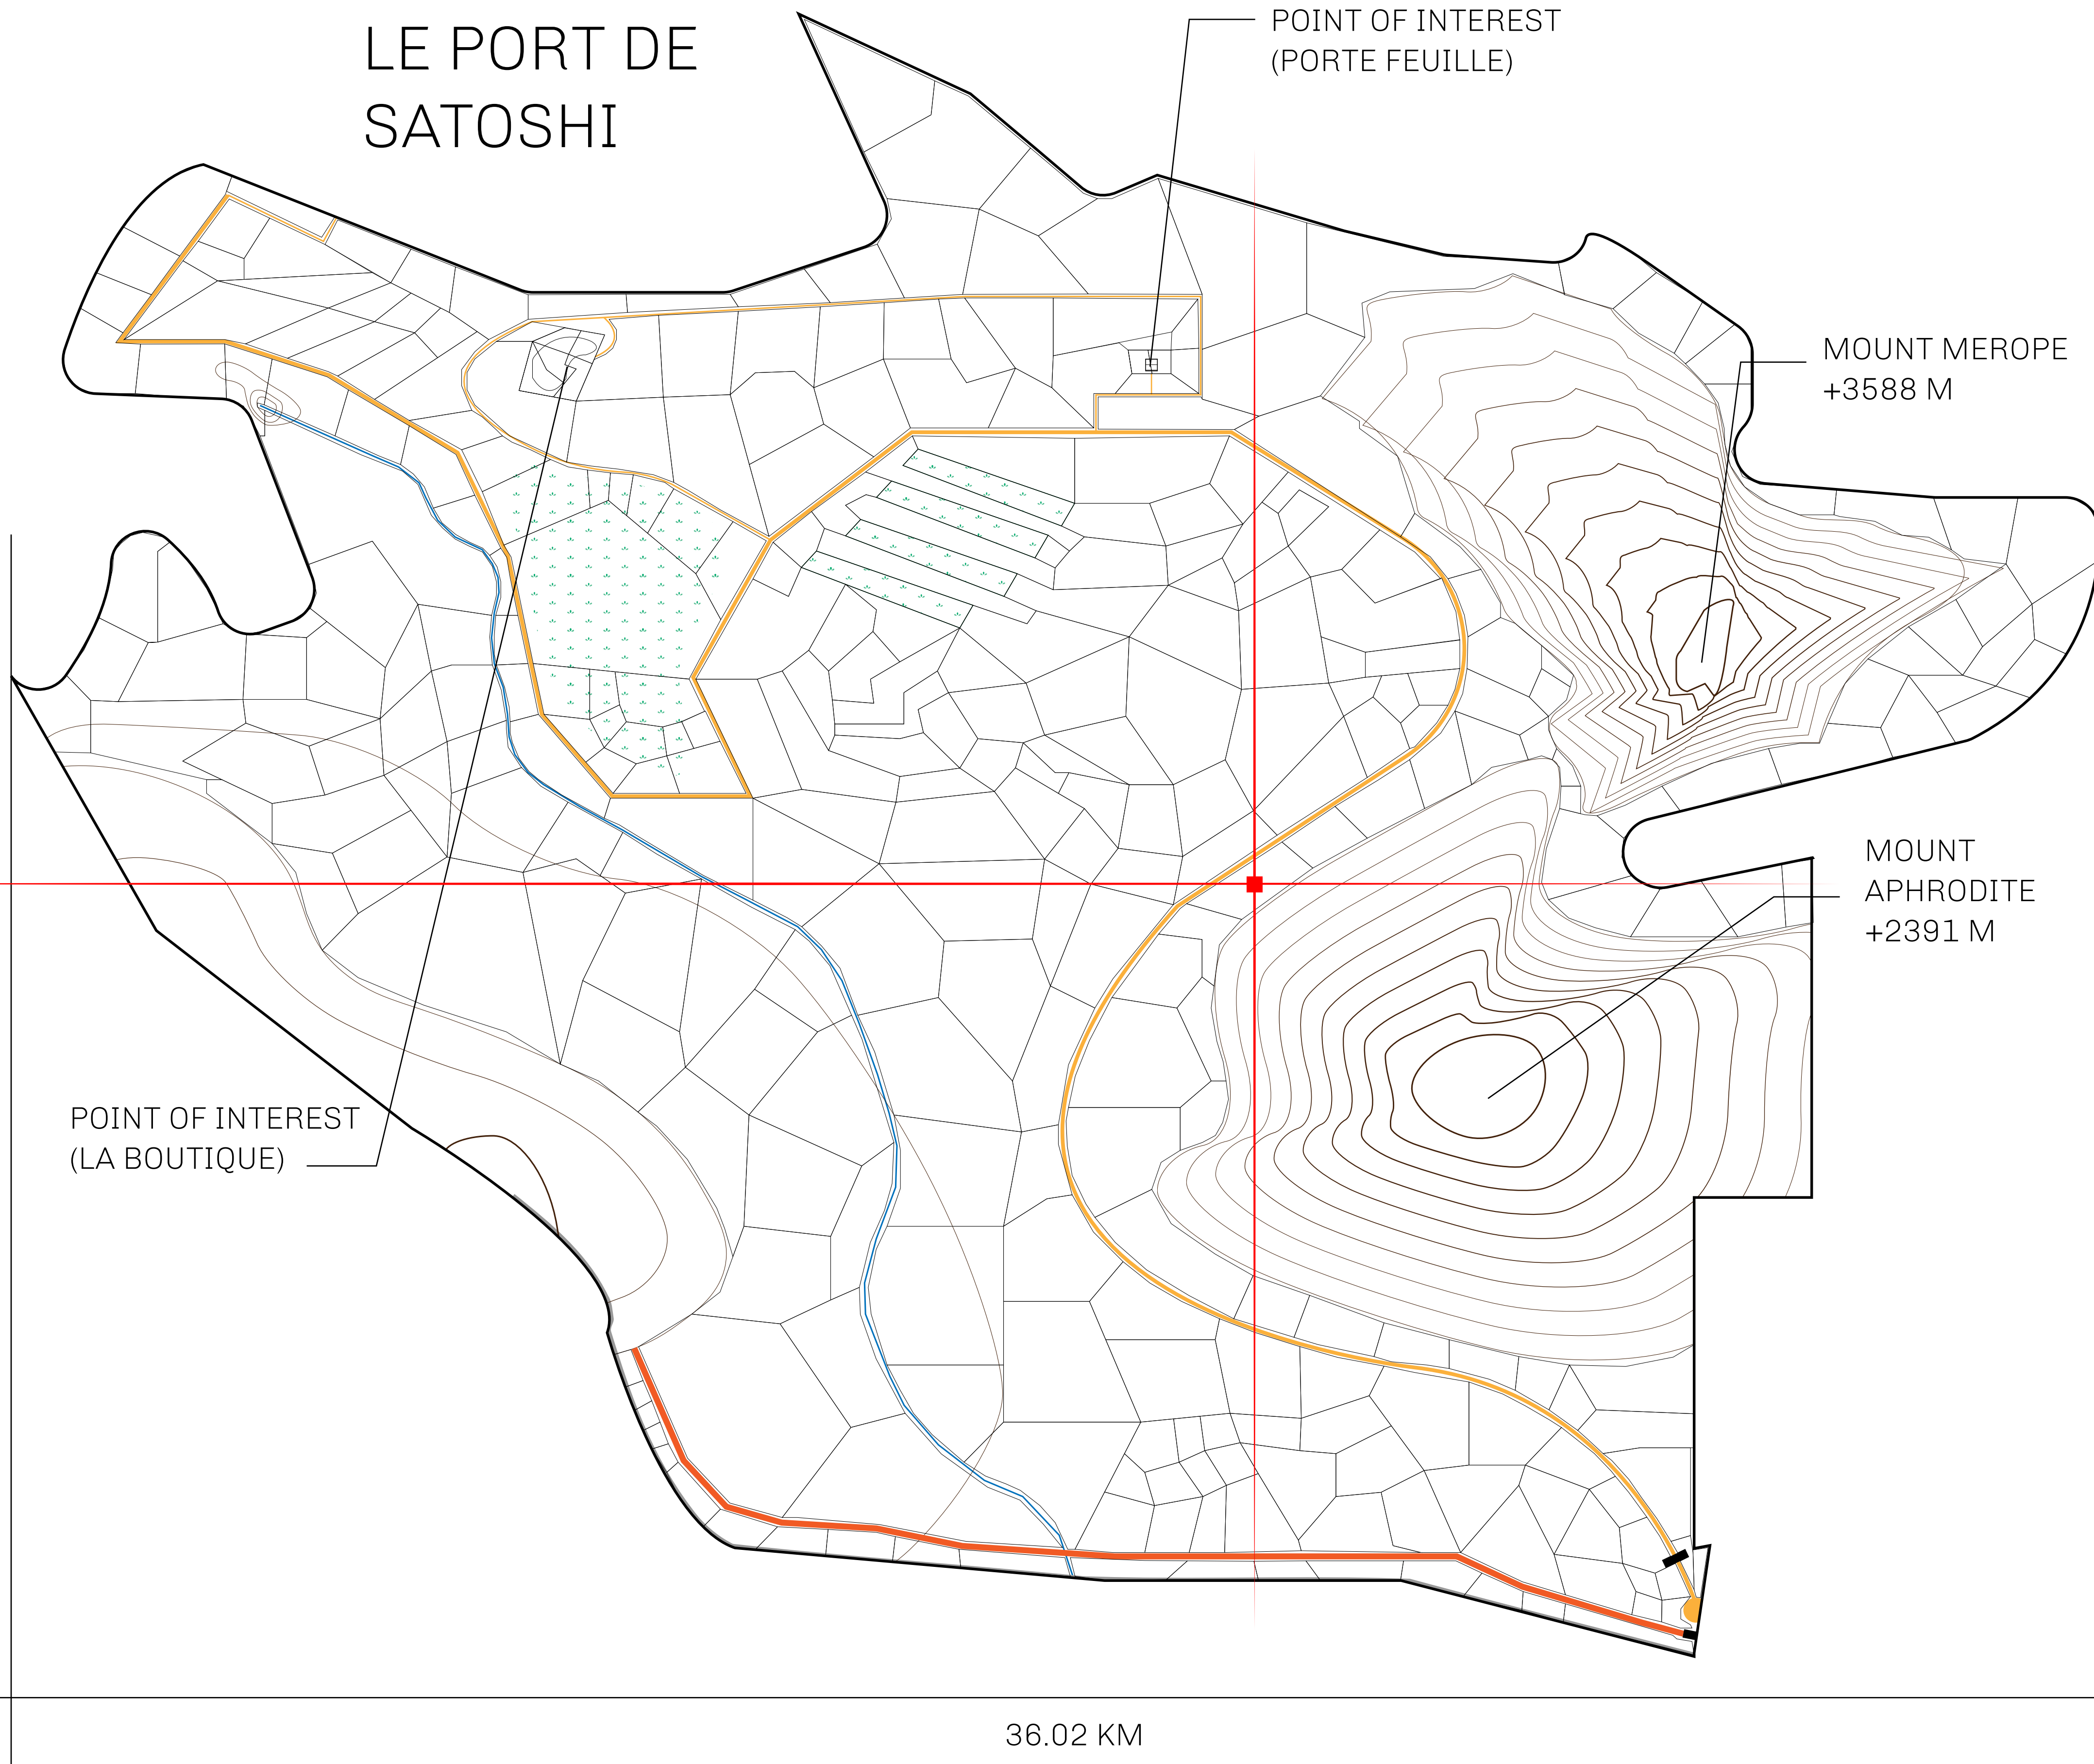 LE PORT DE
SATOSHI
POINT OF INTEREST
(PORTE FEUILLE)
MOUNT MEROPE
+3588 M
MOUNT
APHRODITE
+2391 M
POINT OF INTEREST
(LA BOUTIQUE)
36.02 KM